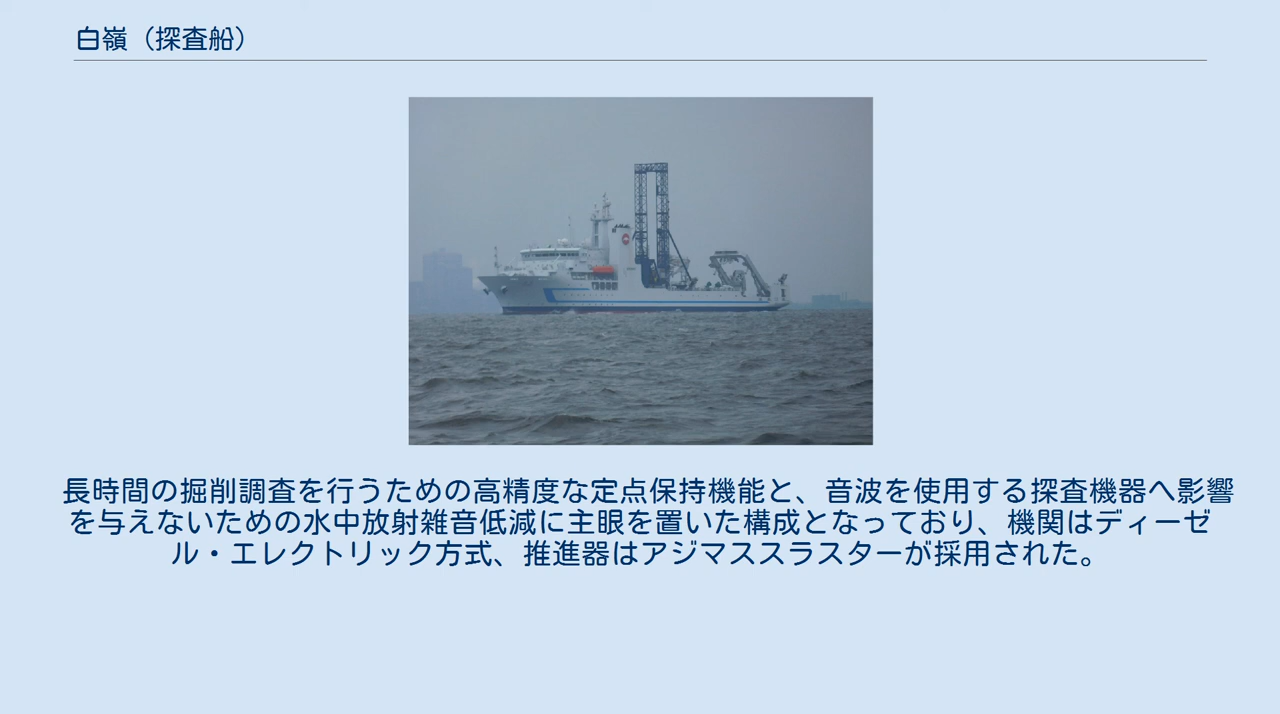 白嶺（探査船）
長時間の掘削調査を行うための高精度な定点保持機能と、音波を使用する探査機器へ影響
を与えないための水中放射雑音低減に主眼を置いた構成となっており、機関はディーゼ
ル・エレクトリック方式、推進器はアジマススラスターが採用された。